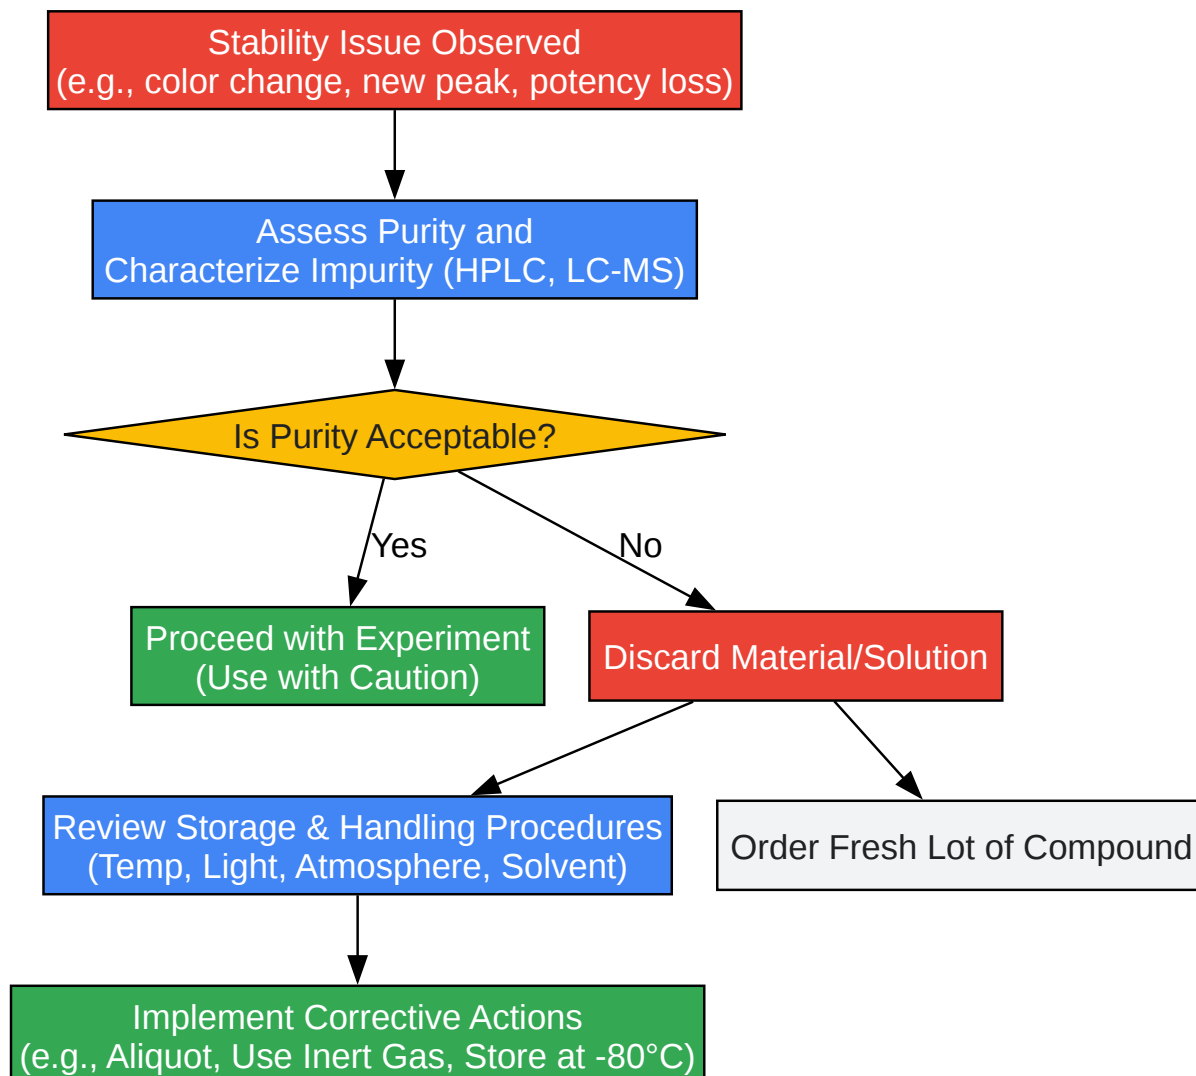 Stability Issue Observed
(e.g., color change, new peak, potency loss)
Assess Purity and
Characterize Impurity (HPLC, LC-MS)
Is Purity Acceptable?
Yes
No
Proceed with Experiment
(Use with Caution)
Discard Material/Solution
Review Storage & Handling Procedures
(Temp, Light, Atmosphere, Solvent)
Order Fresh Lot of Compound
Implement Corrective Actions
(e.g., Aliquot, Use Inert Gas, Store at -80°C)